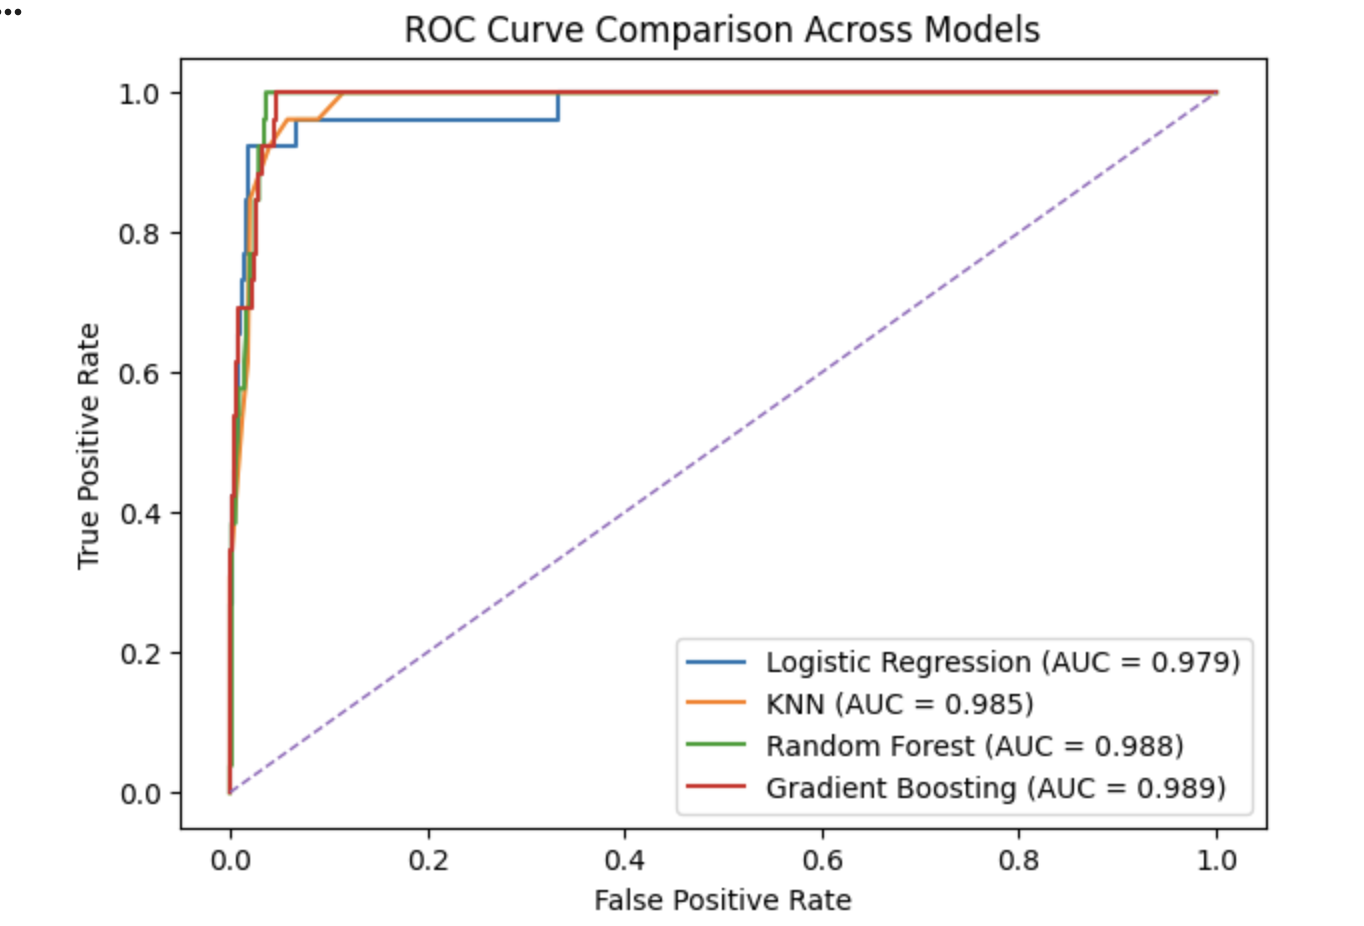 ...
ROC Curve Comparison Across Models
1.0
0.8
0.6
0.4
0.2
0.0
True Positive Rate
Logistic Regression (AUC = 0.979)
KNN (AUC = 0.985)
Random Forest (AUC = 0.988)
Gradient Boosting (AUC = 0.989)
0.0 0.2 0.4 0.6 0.8 1.0
False Positive Rate